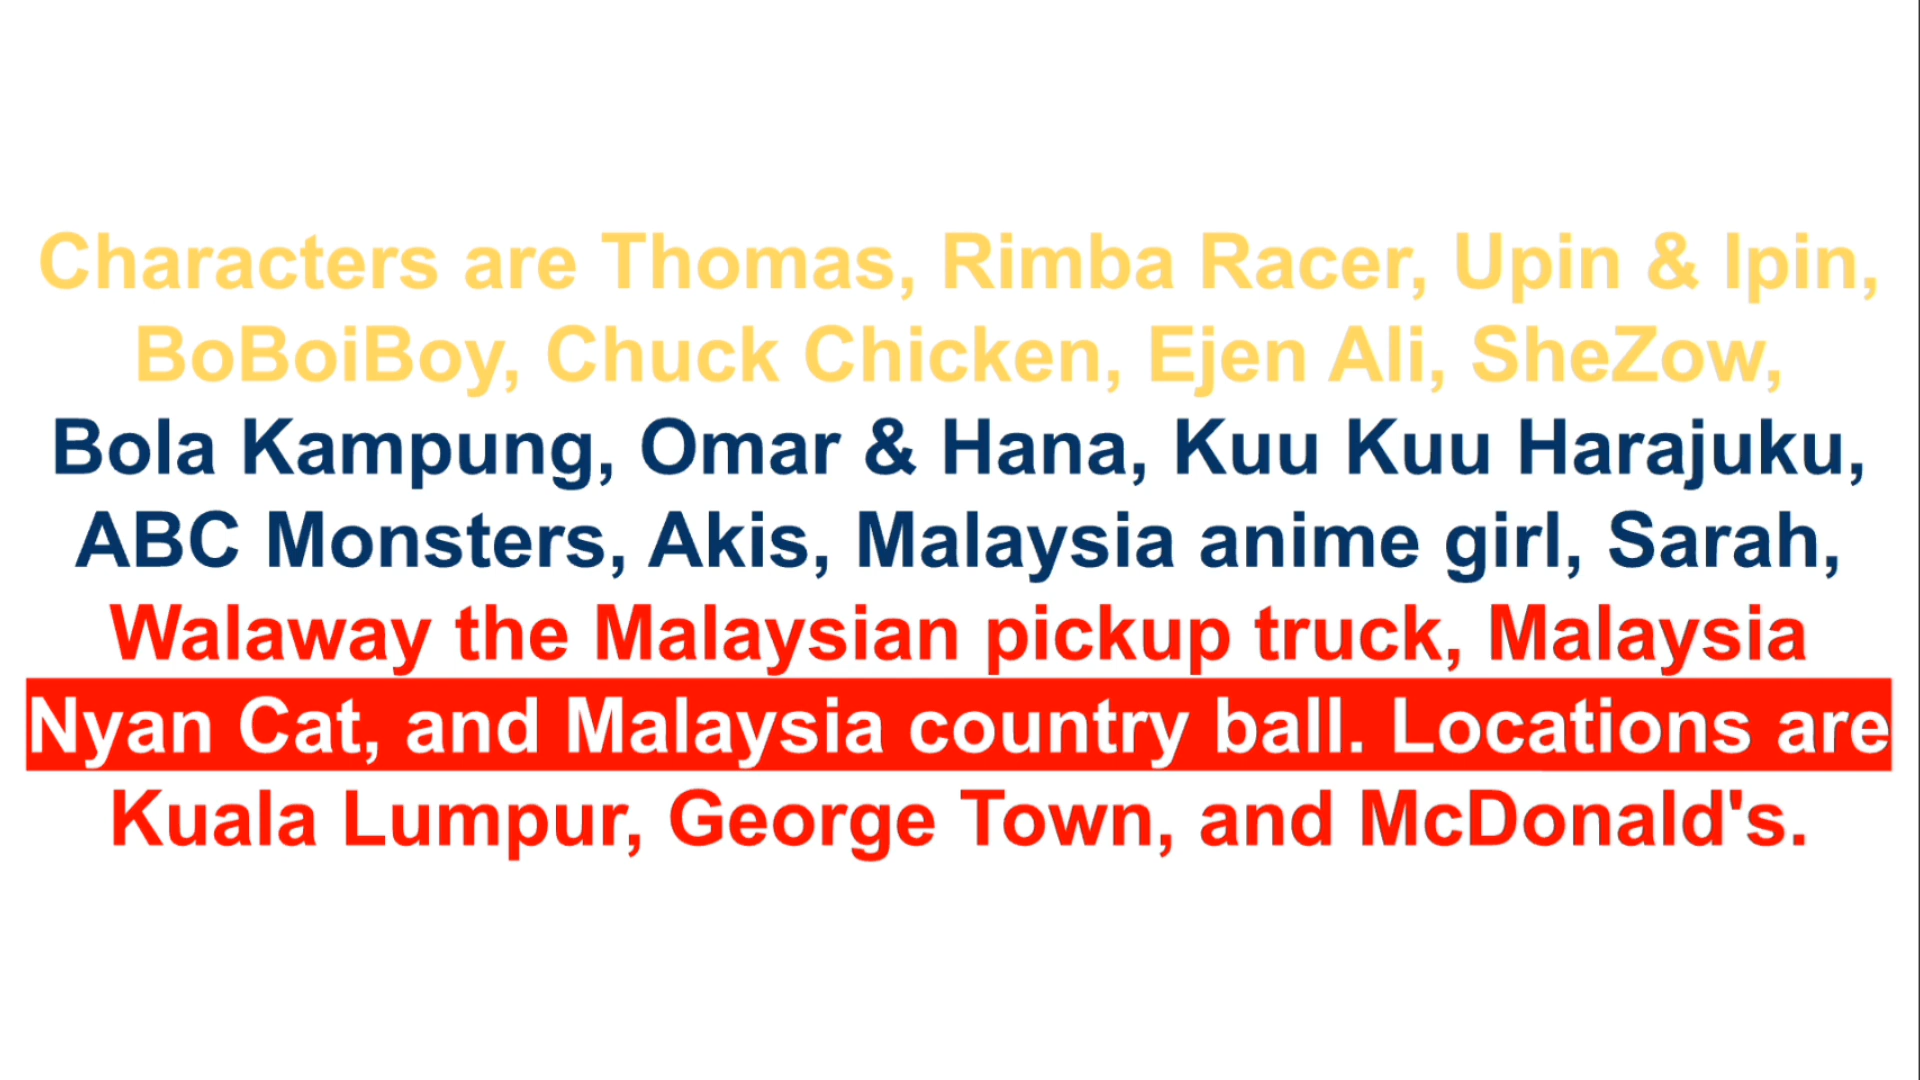 Characters are Thomas, Rimba Racer, Upin & Ipin,
BoBoiBoy, Chuck Chicken, Ejen Ali, SheZow,
Bola Kampung, Omar & Hana, Kuu Kuu Harajuku,
ABC Monsters, Akis, Malaysia anime girl, Sarah,
Walaway the Malaysian pickup truck, Malaysia
Nyan Cat, and Malaysia country ball. Locations are
Kuala Lumpur, George Town, and McDonald's.